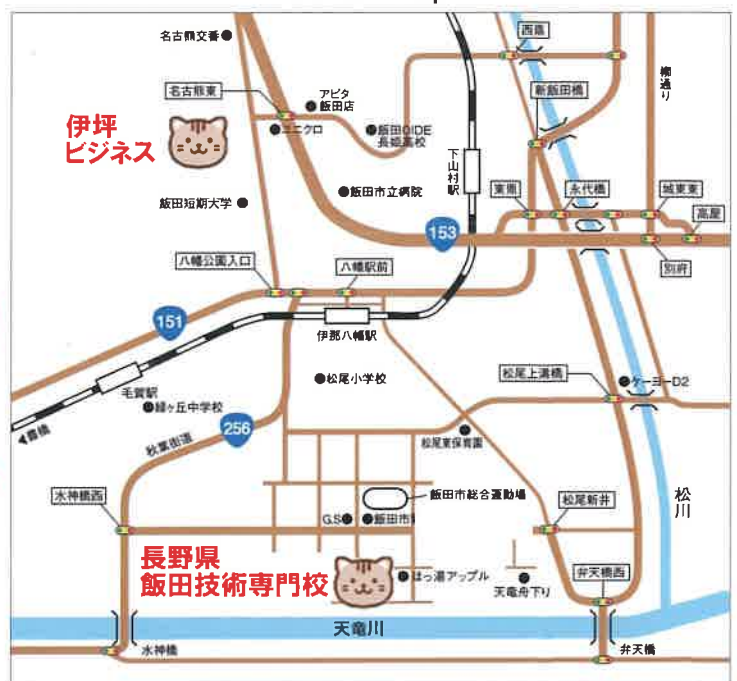 名古熊交番
西鼎
名古熊東
アピタ
飯田店
新飯田橋
柳通り
伊坪
ビジネス
ユニクロ
飯田OIDE
長姫高校
下山村駅
飯田短期大学
飯田市立病院
東鼎
永代橋
城東東
高屋
153
別府
八幡公園入口
八幡駅前
151
伊那八幡駅
松尾小学校
松尾上溝橋
ケーヨーD2
毛賀駅
緑ヶ丘中学校
豊橋
256
秋葉街道
松尾東保育園
水神橋西
飯田市総合運動場
松川
G.S
飯田市
松尾新井
長野県
飯田技術専門校
ほっ湯アップル
弁天橋西
天竜舟下り
天竜川
水神橋
弁天橋